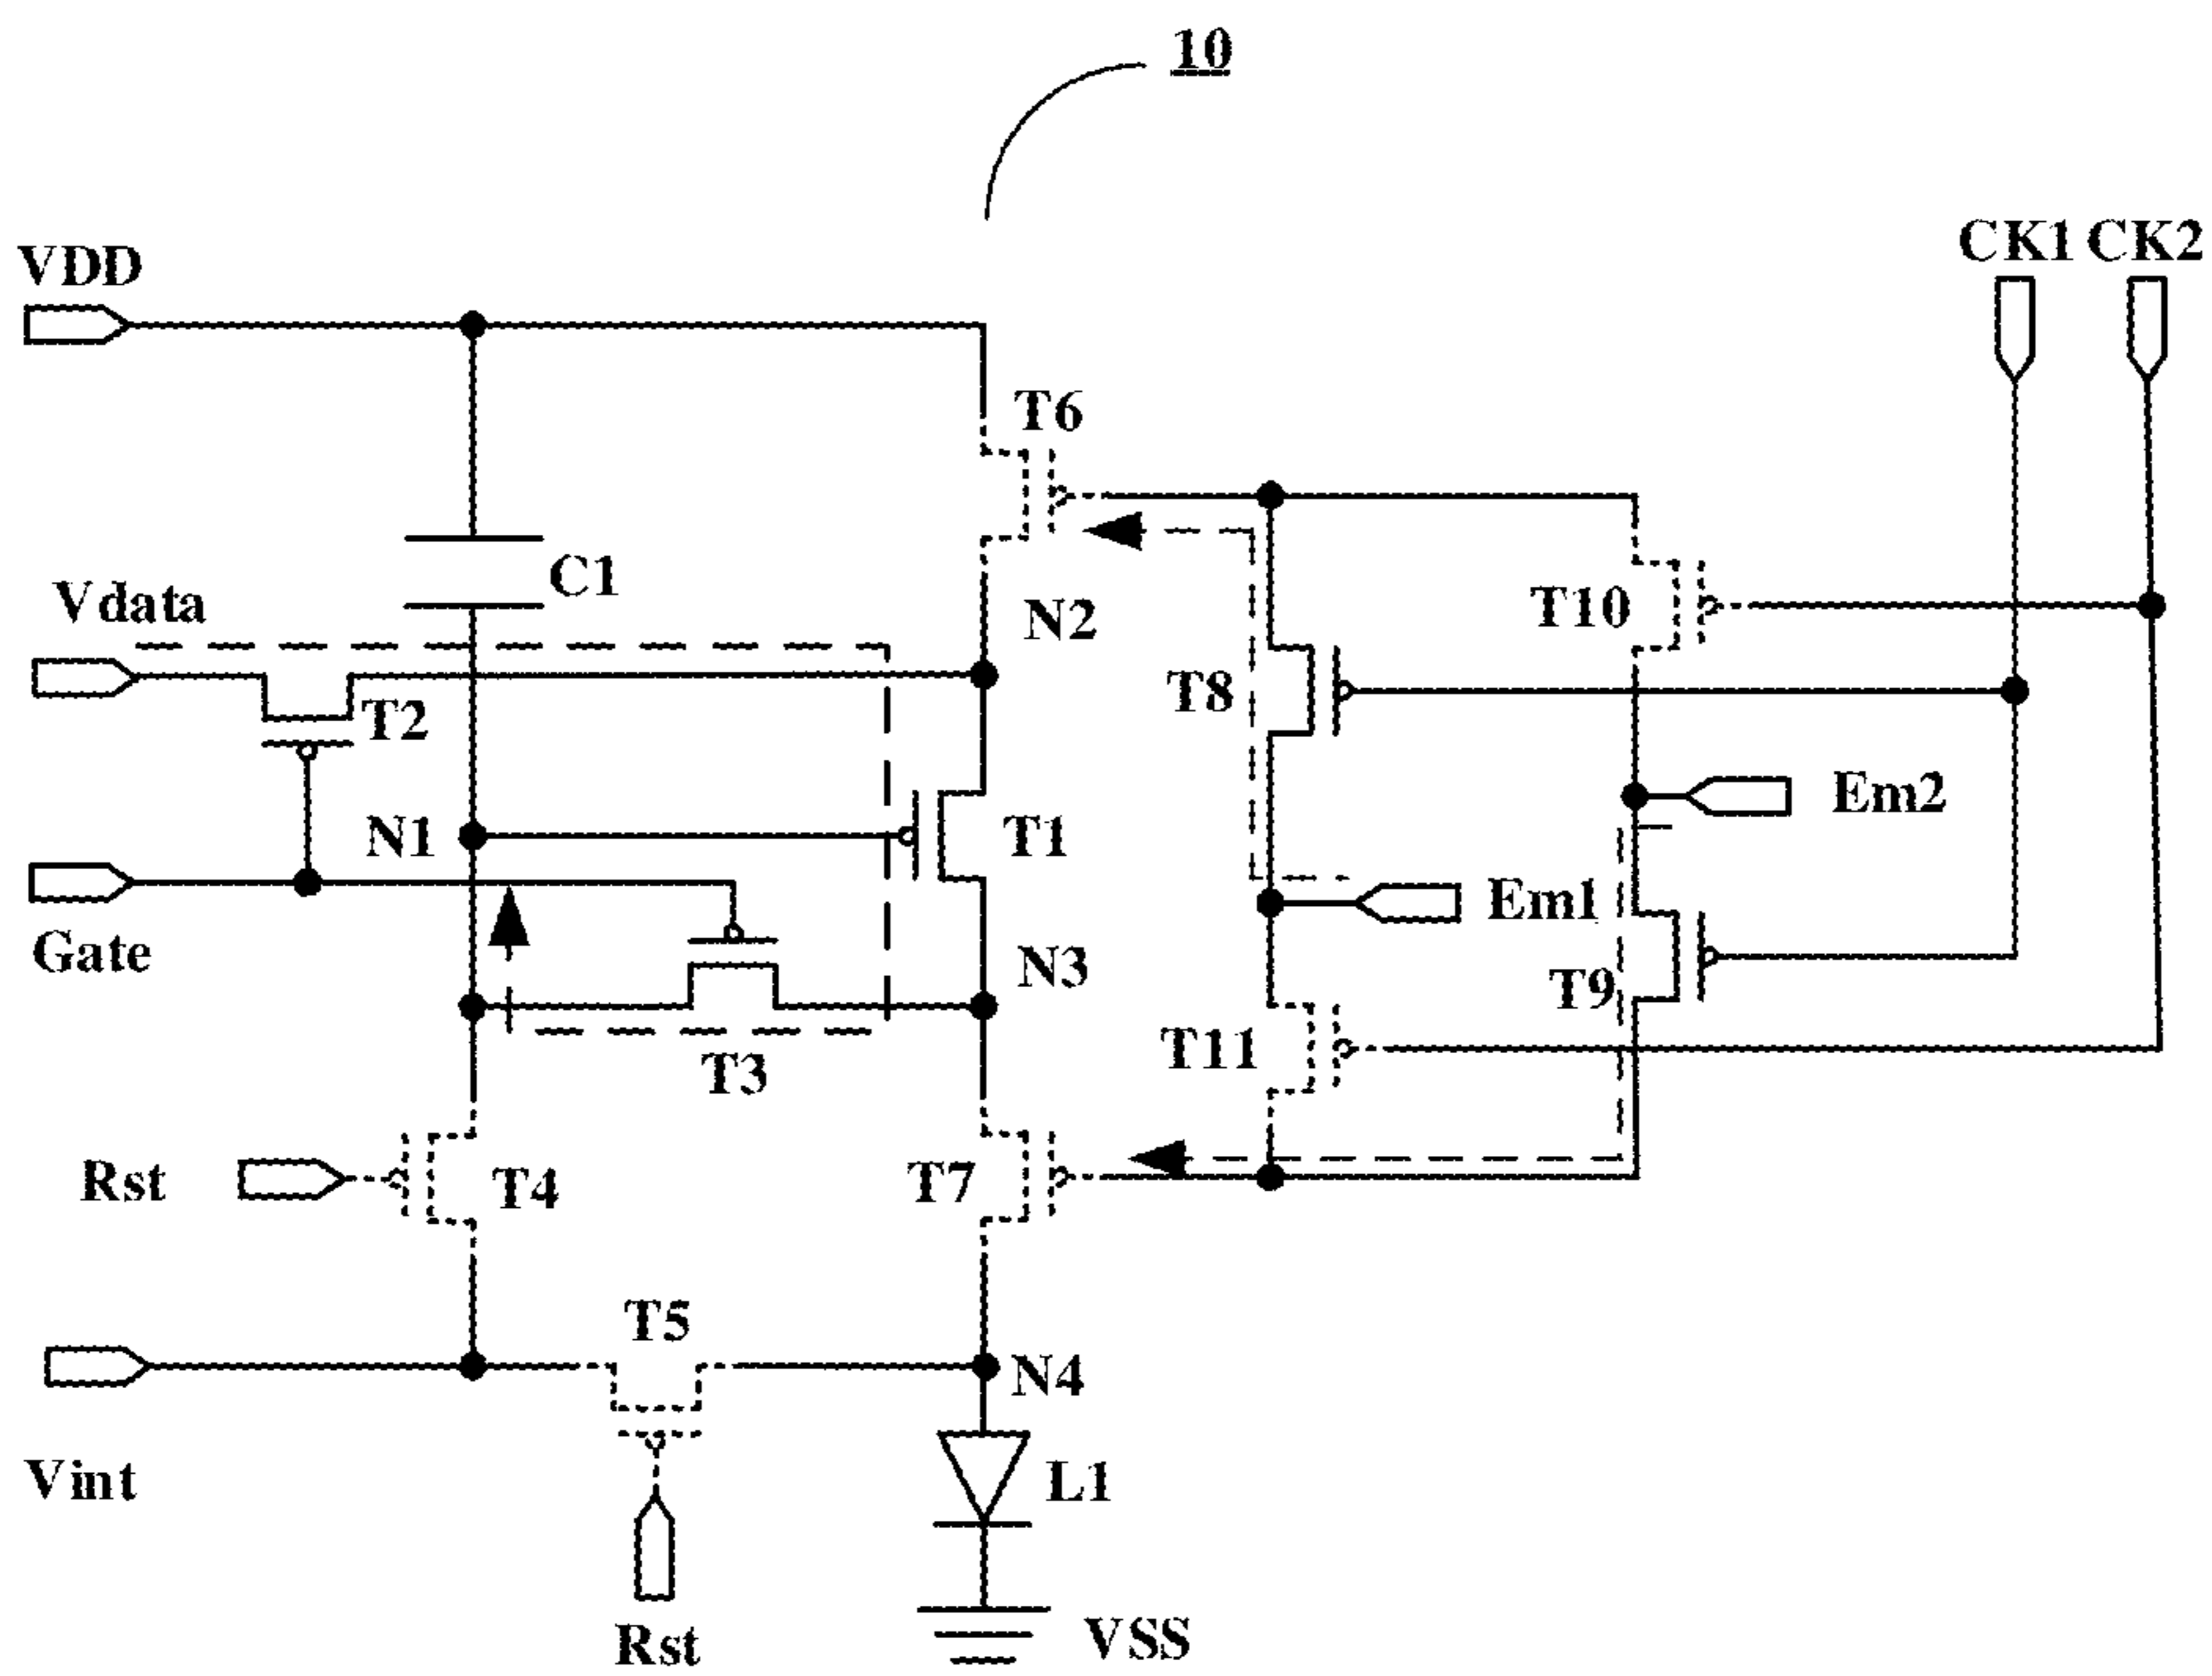 10
VDD
CK1 CK2
T6
C1
Vdata
N2
T10
T8
T2
N1
T1
Em2
Em1
Gate
N3
T9
T11
T3
Rst
T4
T7
T5
N4
Vint
L1
Rst
VSS